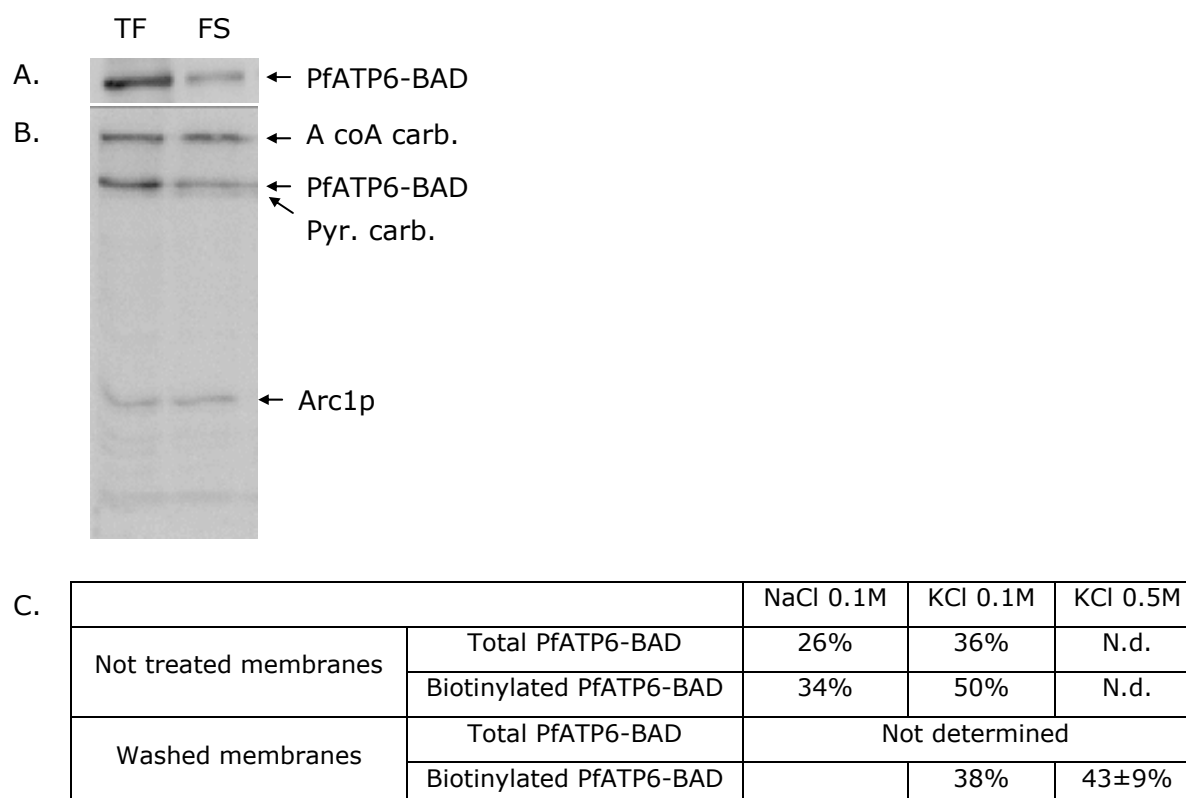 TF FS
A. PfATP6-BAD
B. A coA carb.
PfATP6-BAD
Pyr. carb.
Arc1p
C. NaCl 0.1M KCl 0.1M KCl 0.5M
Not treated membranes Total PfATP6-BAD 26% 36% N.d.
Biotinylated PfATP6-BAD 34% 50% N.d.
Washed membranes Total PfATP6-BAD Not determined
Biotinylated PfATP6-BAD 38% 43±9%